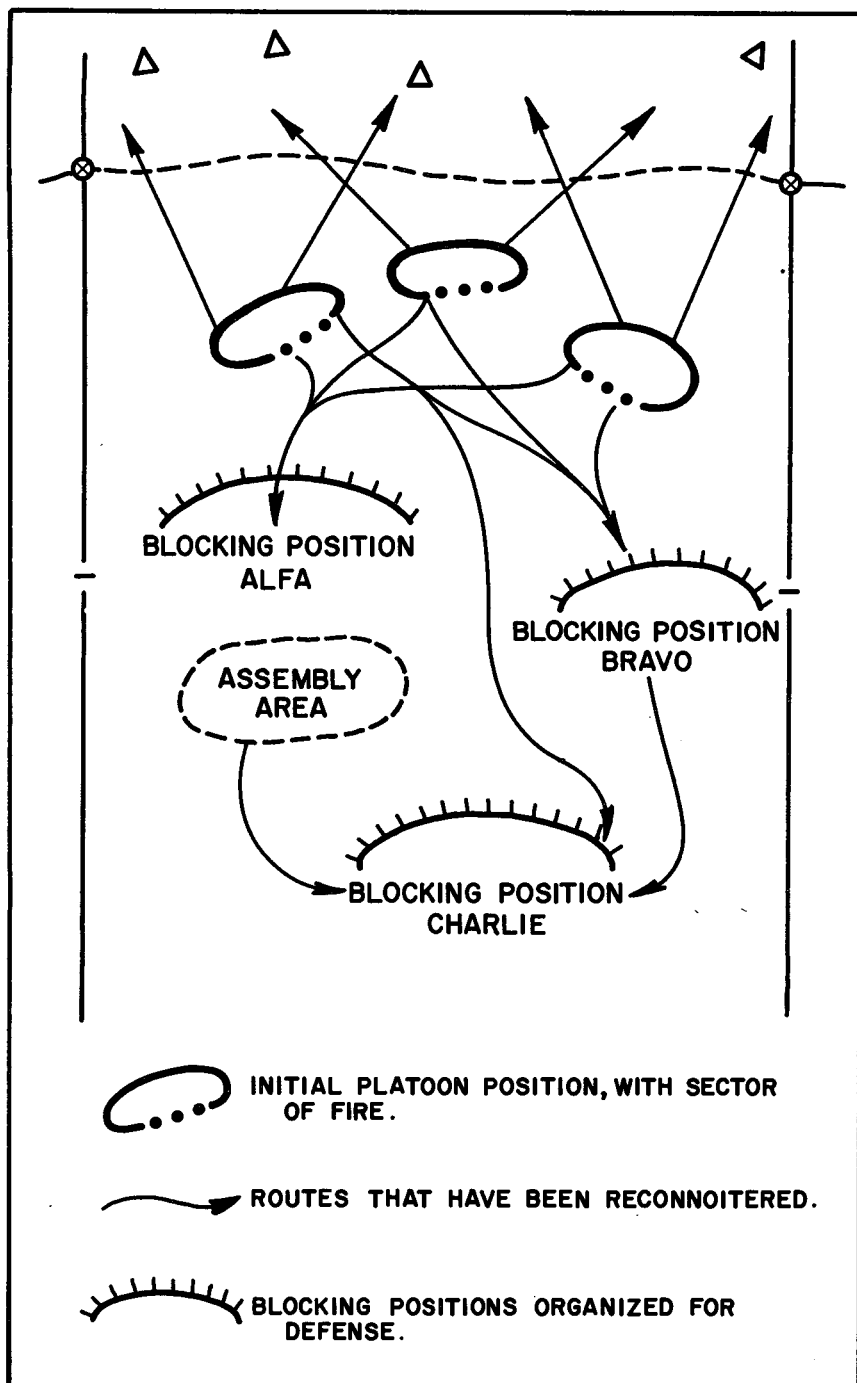 BLOCKING POSITION
ALFA
BLOCKING POSITION
BRAVO
ASSEMBLY
AREA
BLOCKING POSITION
CHARLIE
INITIAL PLATOON POSITION, WITH SECTOR
OF FIRE.
ROUTES THAT HAVE BEEN RECONNOITERED.
BLOCKING POSITIONS ORGANIZED FOR
DEFENSE.